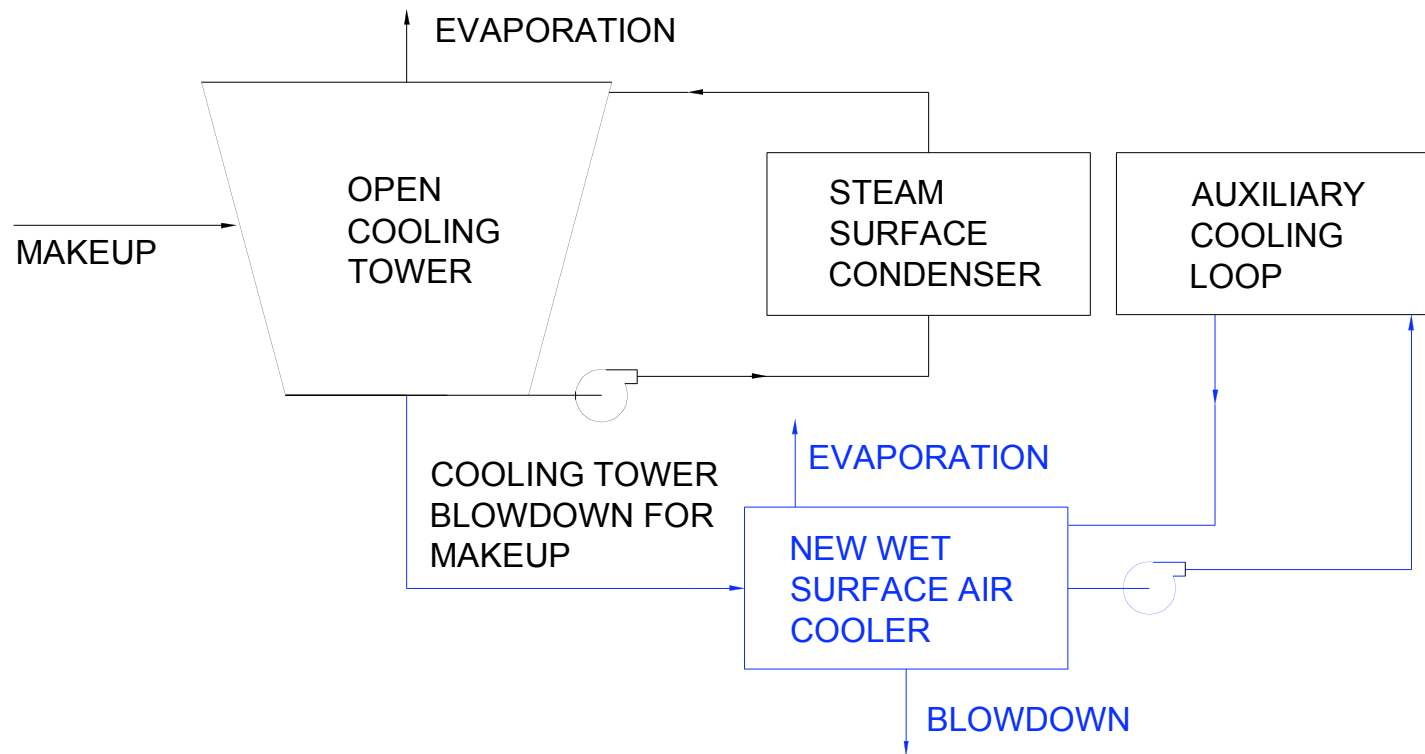 EVAPORATION
OPEN
COOLING
TOWER
STEAM
SURFACE
CONDENSER
AUXILIARY
COOLING
LOOP
MAKEUP
COOLING TOWER
BLOWDOWN FOR
MAKEUP
EVAPORATION
NEW WET
SURFACE AIR
COOLER
BLOWDOWN